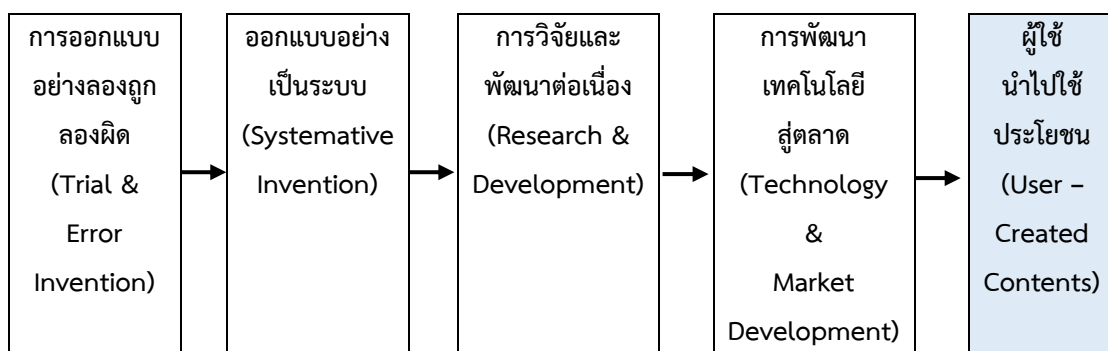 การออกแบบ
อย่างลองถูก
ลองผิด
(Trial &
Error
Invention)
ออกแบบอย่าง
เป็นระบบ
(Systemative
Invention)
การวิจัยและ
พัฒนาต่อเนื่อง
(Research &
Development)
การพัฒนา
เทคโนโลยี
สู่ตลาด
(Technology
&
Market
Development)
ผู้ใช้
นำไปใช้
ประโยชน
(User –
Created
Contents)